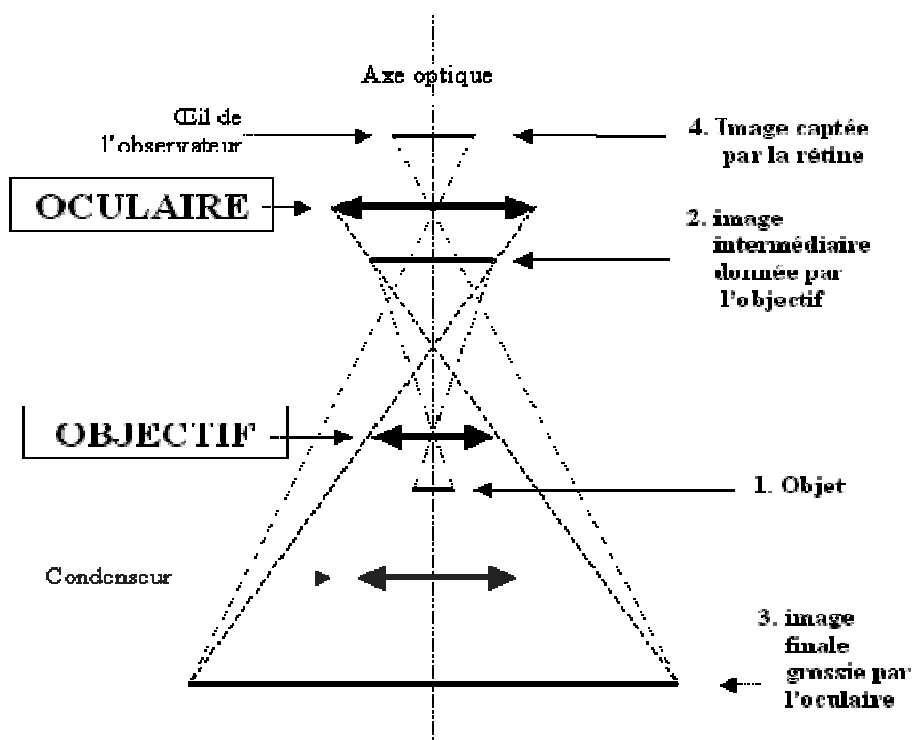 Axe optique
Œil de
l'observateur
4. Image captée
par la rétine
OCULAIRE
2. image
intermédiaire
donnée par
l'objectif
OBJECTIF
1. Objet
Condenseur
3. image
finale
grossie par
l'oculaire